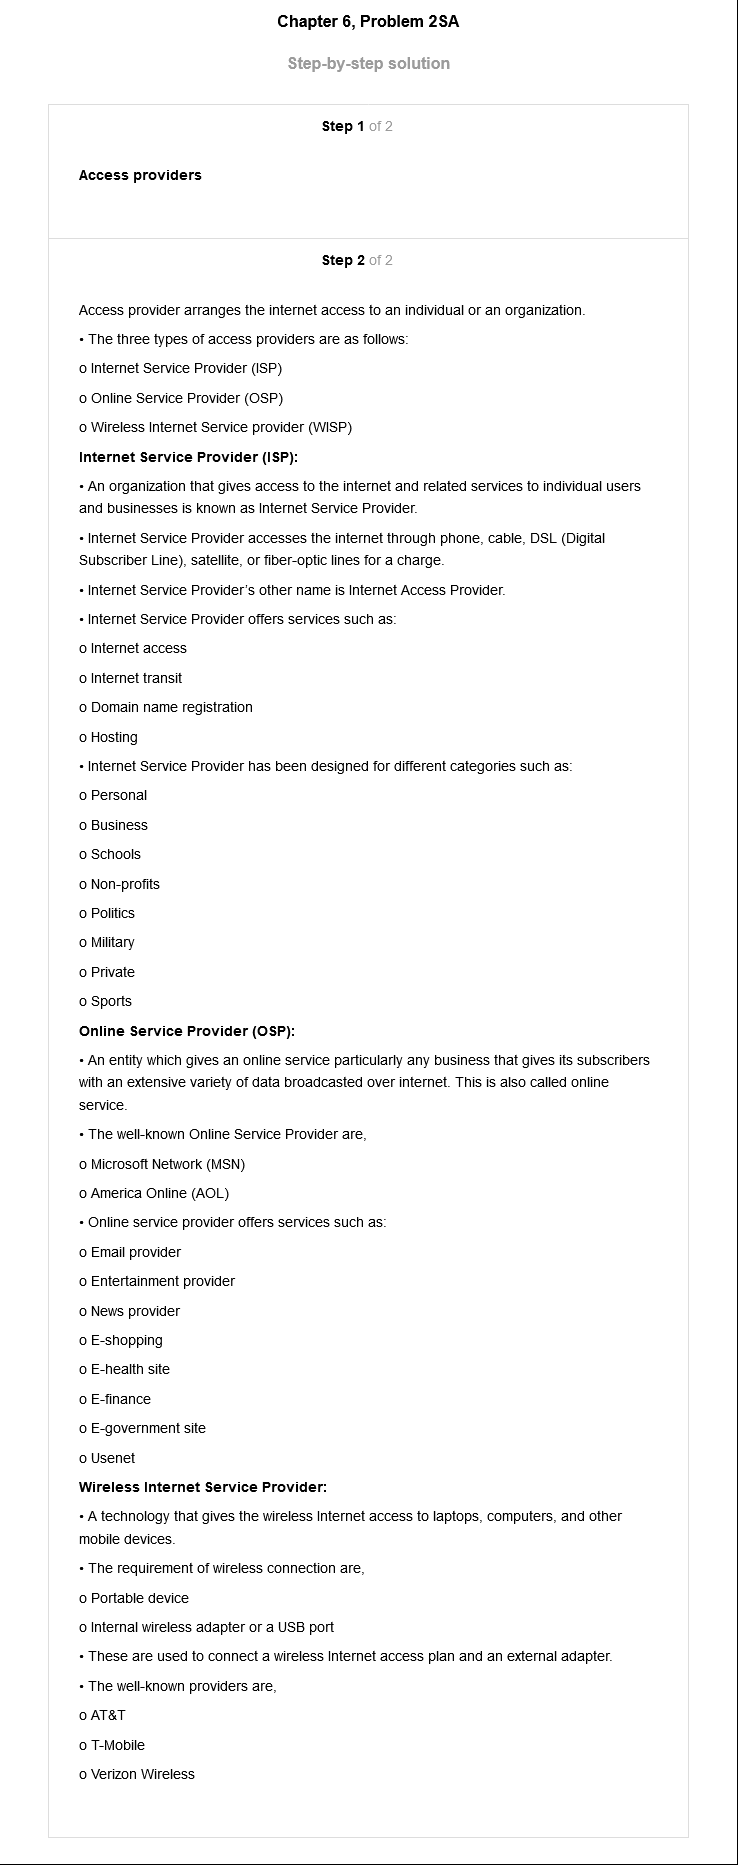 Chapter 6, Problem 2SA
Step-by-step solution
Step 1 of 2
Access providers
Step 2 of 2
Access provider arranges the internet access to an individual or an organization.
• The three types of access providers are as follows:
o Internet Service Provider (ISP)
o Online Service Provider (OSP)
o Wireless Internet Service provider (WISP)
Internet Service Provider (ISP):
• An organization that gives access to the internet and related services to individual users
and businesses is known as Internet Service Provider.
• Internet Service Provider accesses the internet through phone, cable, DSL (Digital
Subscriber Line), satellite, or fiber-optic lines for a charge.
• Internet Service Provider’s other name is Internet Access Provider.
• Internet Service Provider offers services such as:
o Internet access
o Internet transit
o Domain name registration
o Hosting
• Internet Service Provider has been designed for different categories such as:
o Personal
o Business
o Schools
o Non-profits
o Politics
o Military
o Private
o Sports
Online Service Provider (OSP):
• An entity which gives an online service particularly any business that gives its subscribers
with an extensive variety of data broadcasted over internet. This is also called online
service.
• The well-known Online Service Provider are,
o Microsoft Network (MSN)
o America Online (AOL)
• Online service provider offers services such as:
o Email provider
o Entertainment provider
o News provider
o E-shopping
o E-health site
o E-finance
o E-government site
o Usenet
Wireless Internet Service Provider:
• A technology that gives the wireless Internet access to laptops, computers, and other
mobile devices.
• The requirement of wireless connection are,
o Portable device
o Internal wireless adapter or a USB port
• These are used to connect a wireless Internet access plan and an external adapter.
• The well-known providers are,
o AT&T
o T-Mobile
o Verizon Wireless